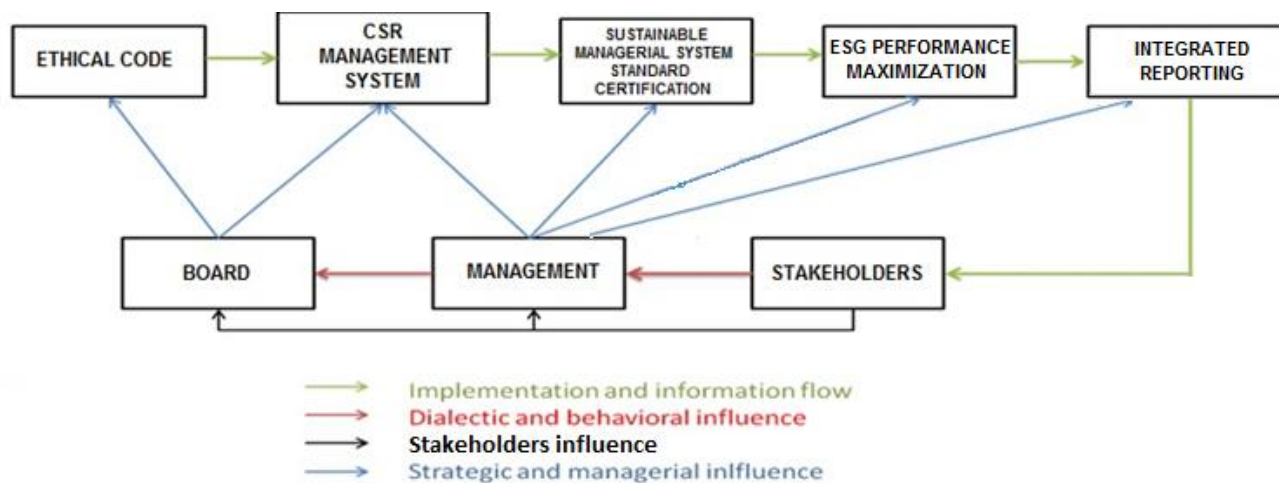 ETHICAL CODE
CSR
MANAGEMENT
SYSTEM
SUSTAINABLE
MANAGERIAL SYSTEM
STANDARD
CERTIFICATION
ESG PERFORMANCE
MAXIMIZATION
INTEGRATED
REPORTING
BOARD
MANAGEMENT
STAKEHOLDERS
Implementation and information flow
Dialectic and behavioral influence
Stakeholders influence
Strategic and managerial inlfluence